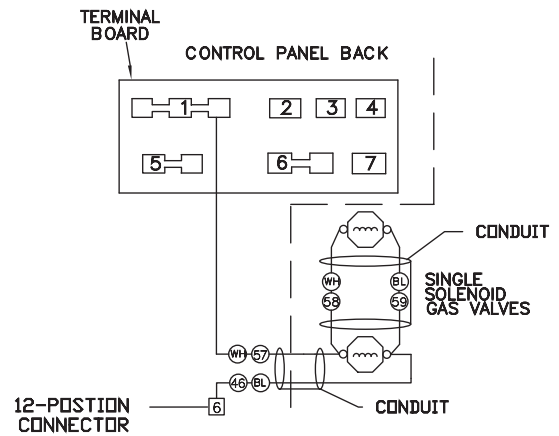 TERMINAL
BOARD
CONTROL PANEL BACK
1
2
3
4
5
6
7
CONDUIT
WH
BL
58
59
SINGLE
SOLENOID
GAS VALVES
WH
57
46
BL
6
12-POSTION
CONNECTOR
CONDUIT